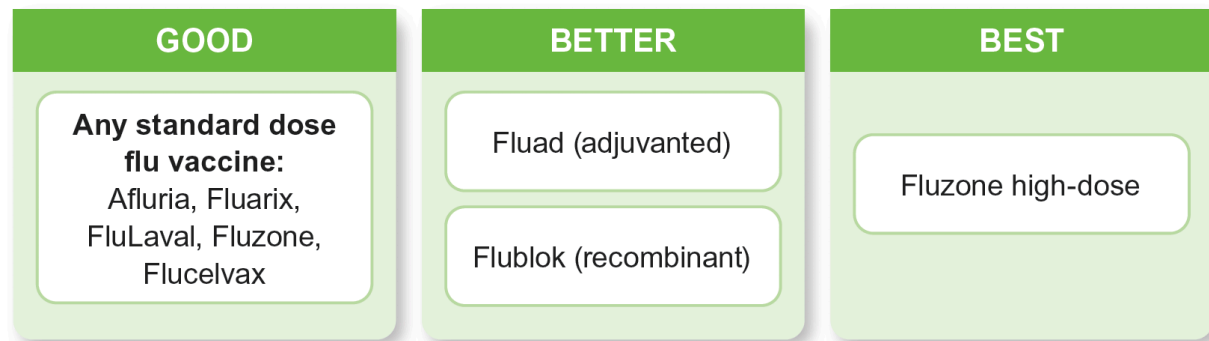 GOOD
Any standard dose
flu vaccine:
Afluria, Fluarix,
FluLaval, Fluzone,
Flucelvax
BETTER
Fluad (adjuvanted)
Flublok (recombinant)
BEST
Fluzone high-dose